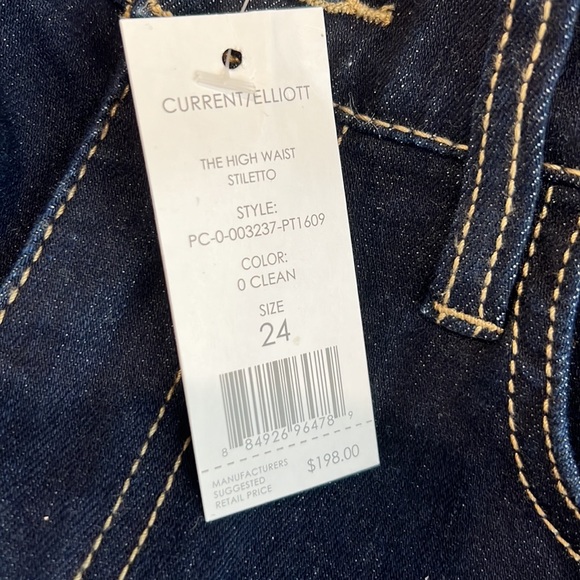 CURRENT/ELLIOTT
THE HIGH WAIST
STILETTO
STYLE:
PC-0-003237-PT1609
COLOR:
0 CLEAN
SIZE
24
8 84926 96478 9
MANUFACTURERS
SUGGESTED
RETAIL PRICE
$198.00